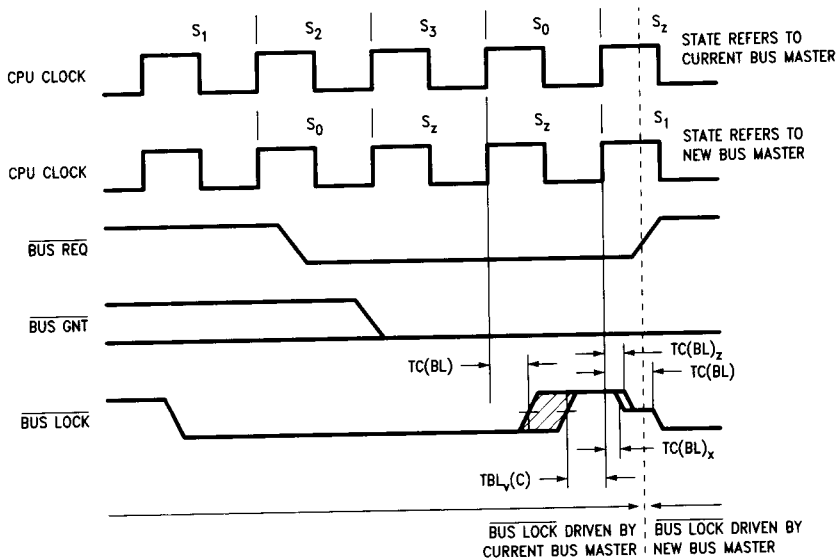 S1 S2 S3 S0 Sz
CPU CLOCK
STATE REFERS TO
CURRENT BUS MASTER
S0 Sz Sz S1
CPU CLOCK
STATE REFERS TO
NEW BUS MASTER
BUS REQ
BUS GNT
TC(BL)
TC(BL)z
TC(BL)
BUS LOCK
TC(BL)x
TBLv(C)
BUS LOCK DRIVEN BY
CURRENT BUS MASTER
BUS LOCK DRIVEN BY
NEW BUS MASTER